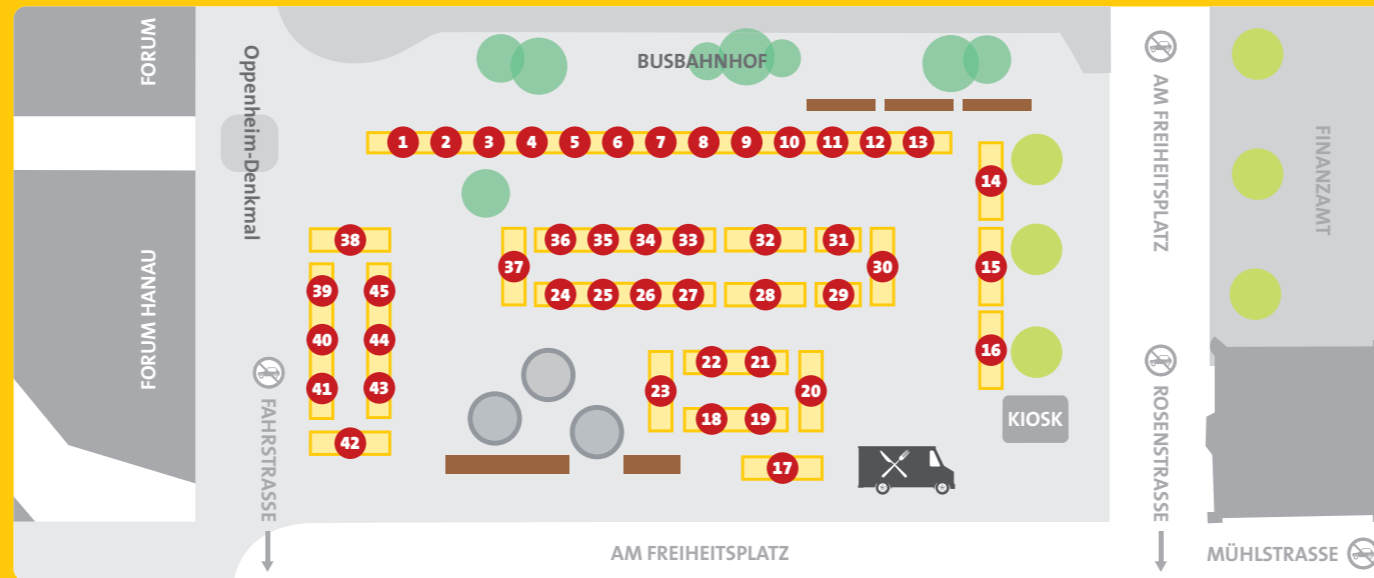 FORUM
Oppenheim-Denkmal
BUSBAHNHOF
AM FREIHEITSPLATZ
FINANZAMT
1 2 3 4 5 6 7 8 9 10 11 12 13
14
38
36 35 34 33 32 31
37
30
15
39 45
24 25 26 27 28 29
FORUM HANAU
40 44
16
22 21
41 43
23
20
18 19
KIOSK
42
17
FAHRSTRASSE
ROSENSTRASSE
AM FREIHEITSPLATZ
MÜHLSTRASSE